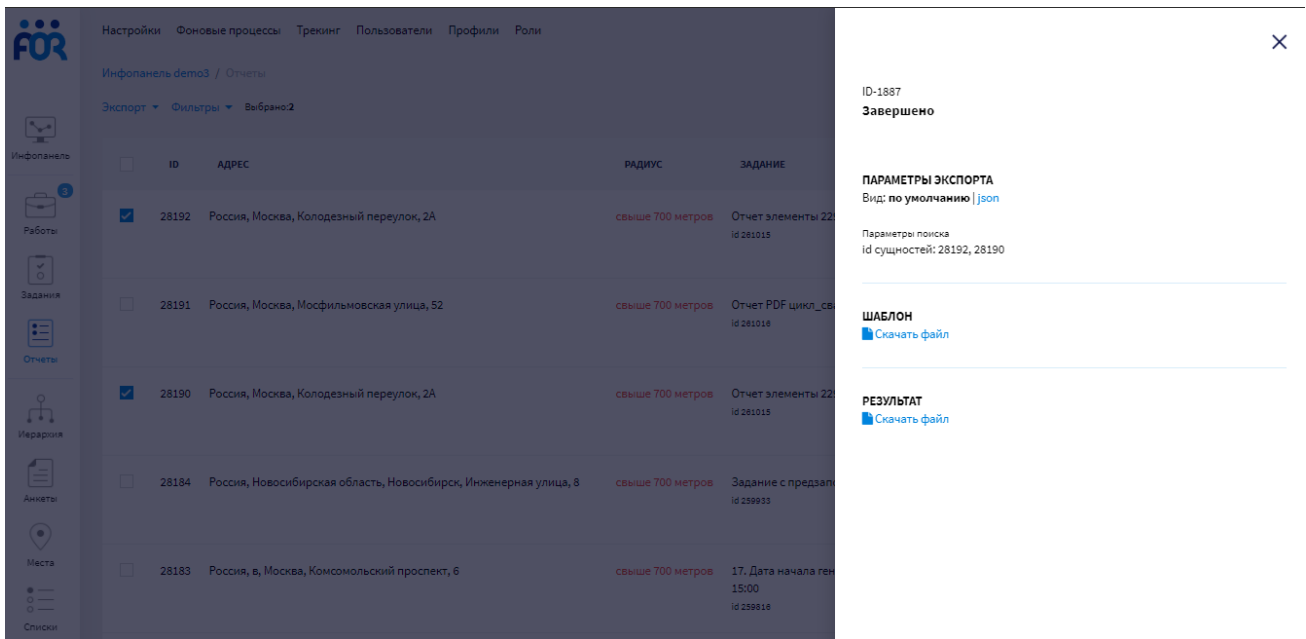 FOR
Настройки Фоновые процессы Трекинг Пользователи Профили Роли
Инфопанель demo3 / Отчеты
Экспорт Фильтры Выбрано:2
Инфопанель
3
Работы
Задания
Отчеты
Иерархия
Анкеты
Места
Списки
ID АДРЕС РАДИУС ЗАДАНИЕ
28192 Россия, Москва, Колодезный переулок, 2А свыше 700 метров Отчет элементы 22
id 261015
28191 Россия, Москва, Мосфильмовская улица, 52 свыше 700 метров Отчет PDF цикл_св
id 261016
28190 Россия, Москва, Колодезный переулок, 2А свыше 700 метров Отчет элементы 22
id 261015
28184 Россия, Новосибирская область, Новосибирск, Инженерная улица, 8 свыше 700 метров Задание с предзап
id 259933
28183 Россия, в, Москва, Комсомольский проспект, 6 свыше 700 метров 17. Дата начала ген
15:00
id 259816
ID-1887
Завершено
ПАРАМЕТРЫ ЭКСПОРТА
Вид: по умолчанию | json
Параметры поиска
id сущностей: 28192, 28190
ШАБЛОН
Скачать файл
РЕЗУЛЬТАТ
Скачать файл